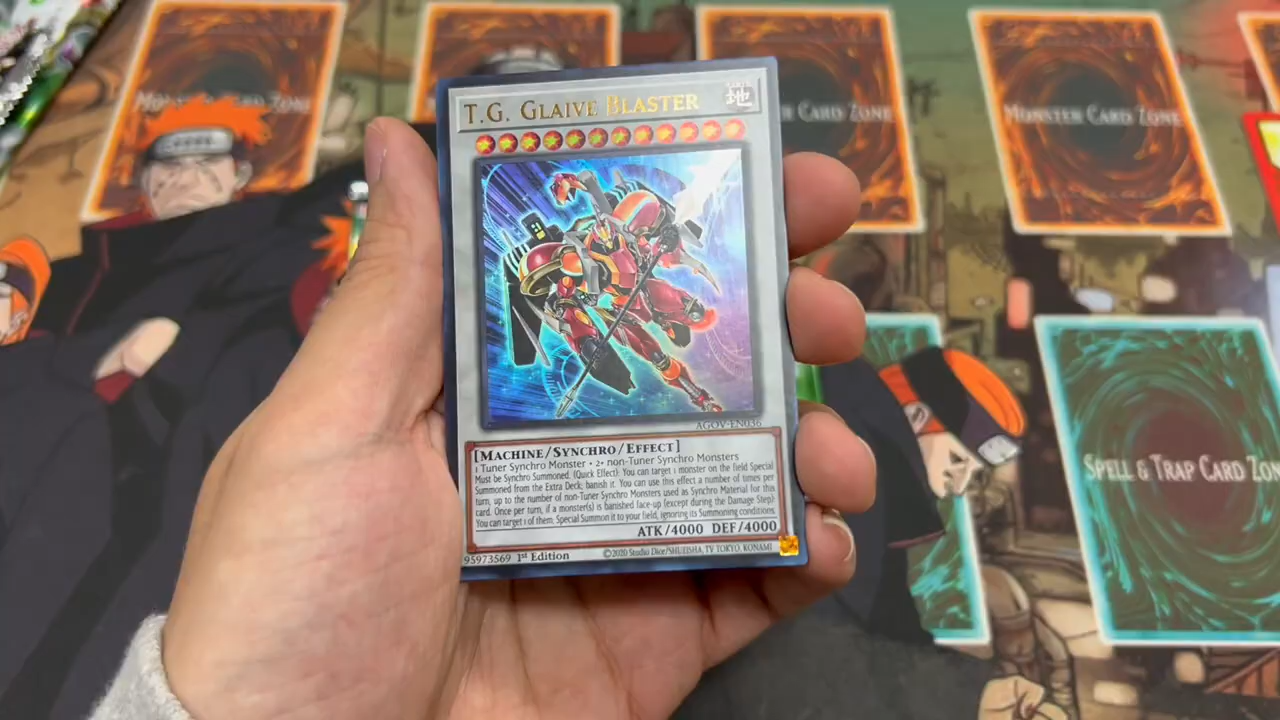 T.G. GLAIVE BLASTER
地
AGOV-EN036
[MACHINE/SYNCHRO/EFFECT]
1 Tuner Synchro Monster + 2+ non-Tuner Synchro Monsters
Must be Synchro Summoned. (Quick Effect): You can target 1 monster on the field Special
Summoned from the Extra Deck; banish it. You can use this effect a number of times per
turn, up to the number of non-Tuner Synchro Monsters used as Synchro Material for this
card. Once per turn, if a monster(s) is banished face-up (except during the Damage Step):
You can target 1 of them; Special Summon it to your field, ignoring its Summoning conditions.
ATK/4000 DEF/4000
95973569 1st Edition ©2020 Studio Dice/SHUEISHA, TV TOKYO, KONAMI
CARD ZONE
MONSTER CARD ZONE
SPELL & TRAP CARD ZON